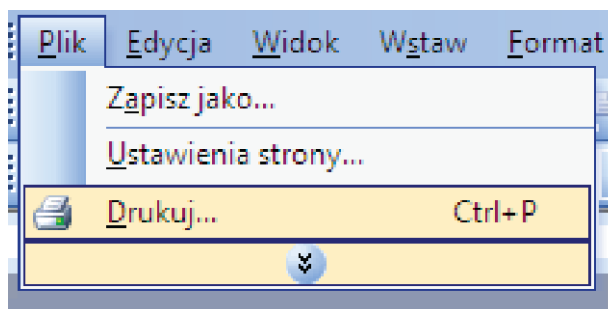 Plik Edycja Widok Wstaw Format
Zapisz jako...
Ustawienia strony...
Drukuj... Ctrl+P